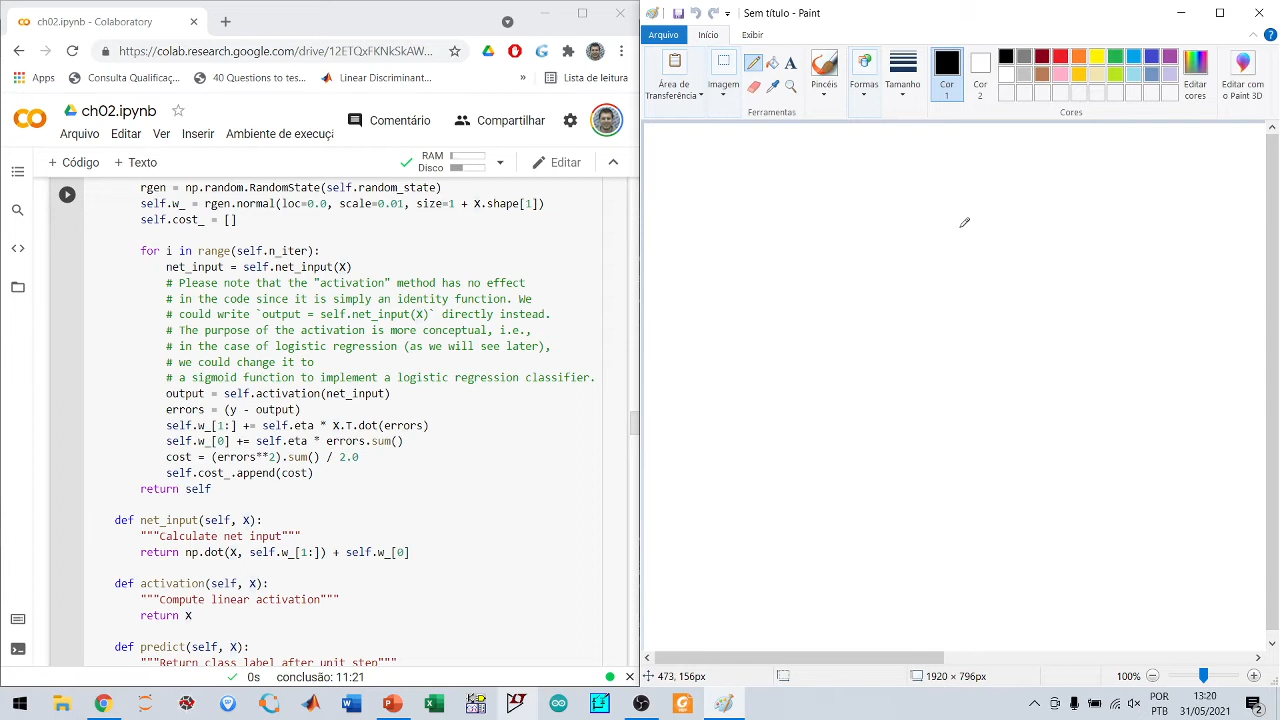 ch02.ipynb - Colaboratory
https://colab.research.google.com/drive/12ETQxFKNkSkAW...
Apps
Consulta Qualificaç...
40 Questions to test...
Machine Learning e...
»
Lista de leitura
ch02.ipynb
Comentário
Compartilhar
Arquivo Editar Ver Inserir Ambiente de execuçã
+ Código + Texto
RAM
Disco
Editar
rgen = np.random.RandomState(self.random_state)
self.w_ = rgen.normal(loc=0.0, scale=0.01, size=1 + X.shape[1])
self.cost_ = []
for i in range(self.n_iter):
net_input = self.net_input(X)
# Please note that the "activation" method has no effect
# in the code since it is simply an identity function. We
# could write `output = self.net_input(X)` directly instead.
# The purpose of the activation is more conceptual, i.e.,
# in the case of logistic regression (as we will see later),
# we could change it to
# a sigmoid function to implement a logistic regression classifier.
output = self.activation(net_input)
errors = (y - output)
self.w_[1:] += self.eta * X.T.dot(errors)
self.w_[0] += self.eta * errors.sum()
cost = (errors**2).sum() / 2.0
self.cost_.append(cost)
return self
def net_input(self, X):
"""Calculate net input"""
return np.dot(X, self.w_[1:]) + self.w_[0]
def activation(self, X):
"""Compute linear activation"""
return X
def predict(self, X):
"""Return class label after unit step"""
0s conclusão: 11:21
Sem título - Paint
Arquivo Início Exibir
Área de
Transferência
Imagem
Ferramentas
Pincéis
Formas
Tamanho
Cor
1
Cor
2
Editar
cores
Editar com
o Paint 3D
Cores
473, 156px
1920 × 796px
100%
POR
PTB
13:20
31/05/2021
2